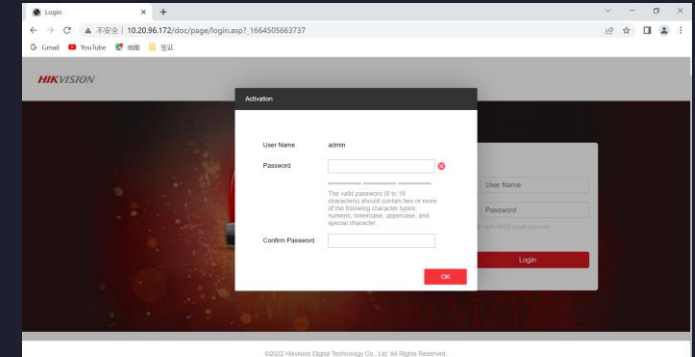 Login
不安全 | 10.20.96.172/doc/page/login.asp?_1664505663737
Gmail YouTube 地图 签证
HIKVISION
Activation
User Name admin
Password
The valid password (8 to 16
characters) should contain two or more
of the following character types:
numeric, lowercase, uppercase, and
special character.
Confirm Password
OK
User Name
Password
Login
©2022 Hikvision Digital Technology Co., Ltd. All Rights Reserved.